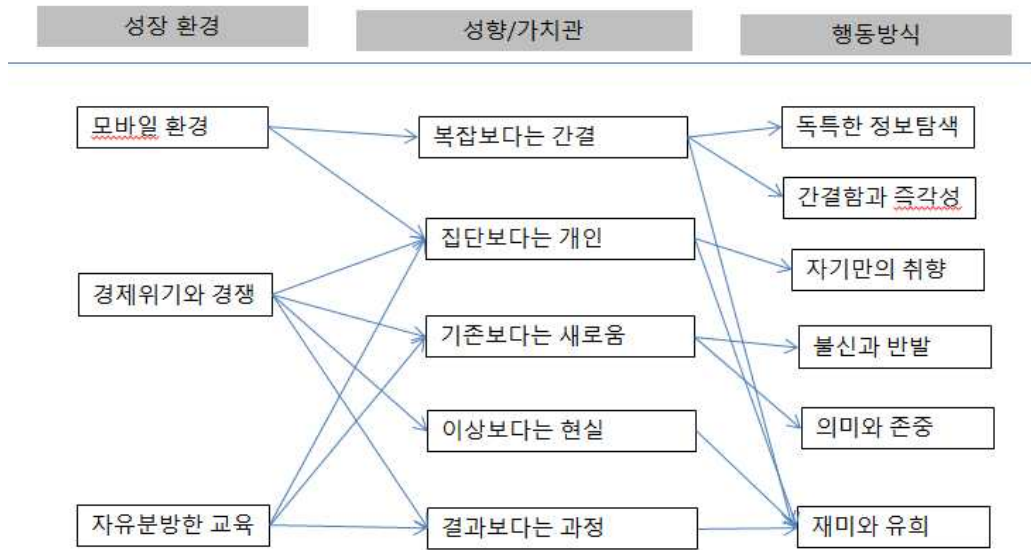 성장 환경
성향/가치관
행동방식
모바일 환경
경제위기와 경쟁
자유분방한 교육
복잡보다는 간결
집단보다는 개인
기존보다는 새로움
이상보다는 현실
결과보다는 과정
독특한 정보탐색
간결함과 즉각성
자기만의 취향
불신과 반발
의미와 존중
재미와 유희